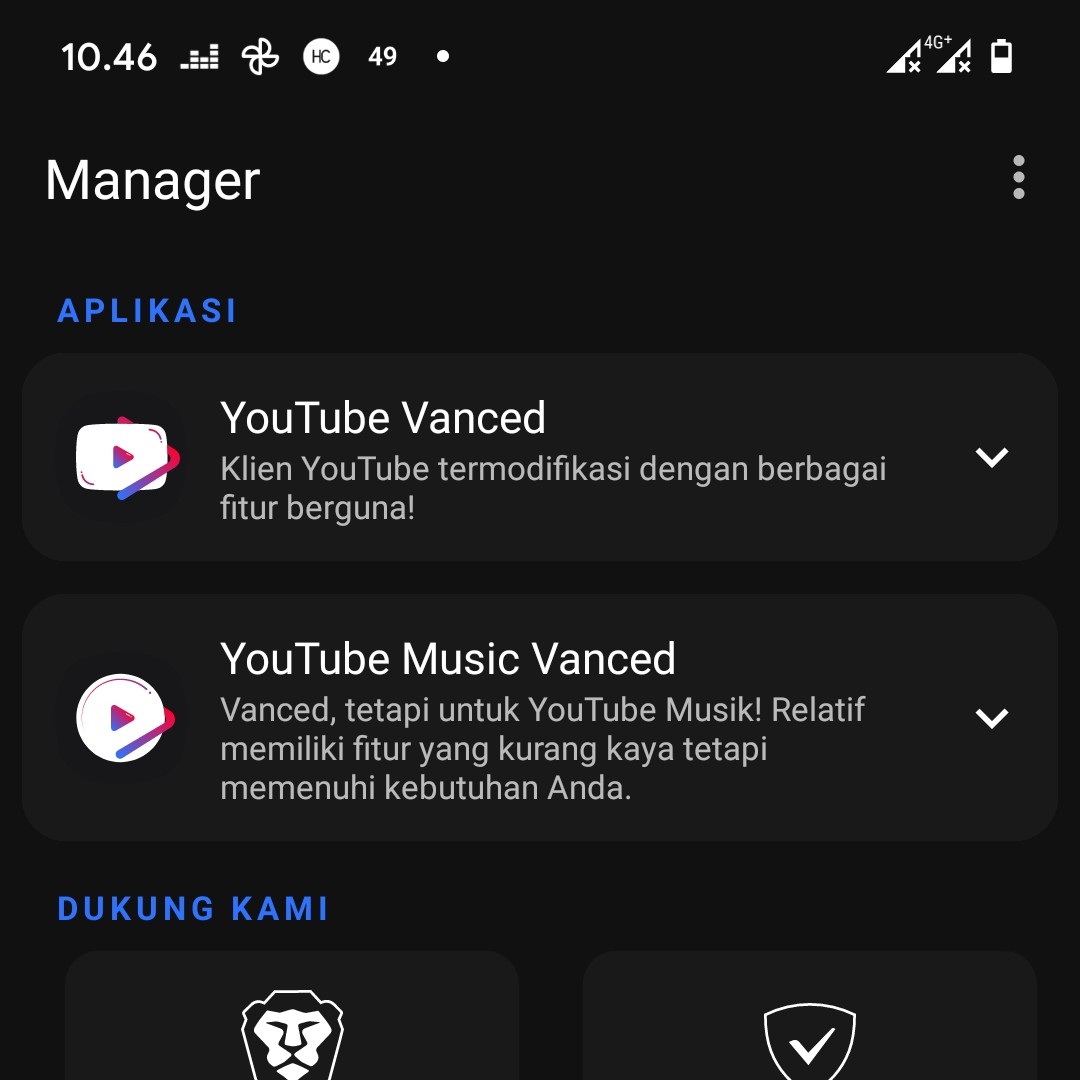 10.46 HC 49 4G+
Manager
APLIKASI
YouTube Vanced
Klien YouTube termodifikasi dengan berbagai
fitur berguna!
YouTube Music Vanced
Vanced, tetapi untuk YouTube Musik! Relatif
memiliki fitur yang kurang kaya tetapi
memenuhi kebutuhan Anda.
DUKUNG KAMI